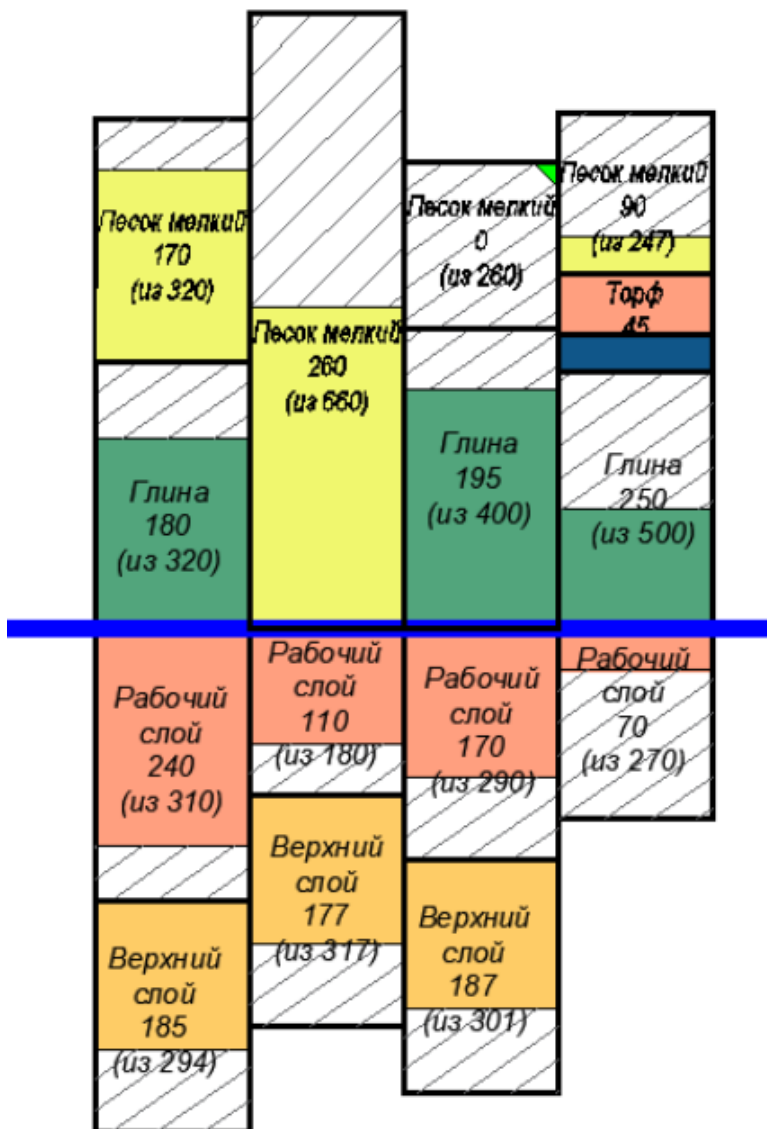 Песок мелкий
170
(из 320)
Глина
180
(из 320)
Рабочий
слой
240
(из 310)
Верхний
слой
185
(из 294)
Песок мелкий
260
(из 660)
Рабочий
слой
110
(из 180)
Верхний
слой
177
(из 317)
Песок мелкий
0
(из 260)
Глина
195
(из 400)
Рабочий
слой
170
(из 290)
Верхний
слой
187
(из 301)
Песок мелкий
90
(из 247)
Торф
45
Глина
250
(из 500)
Рабочий
слой
70
(из 270)